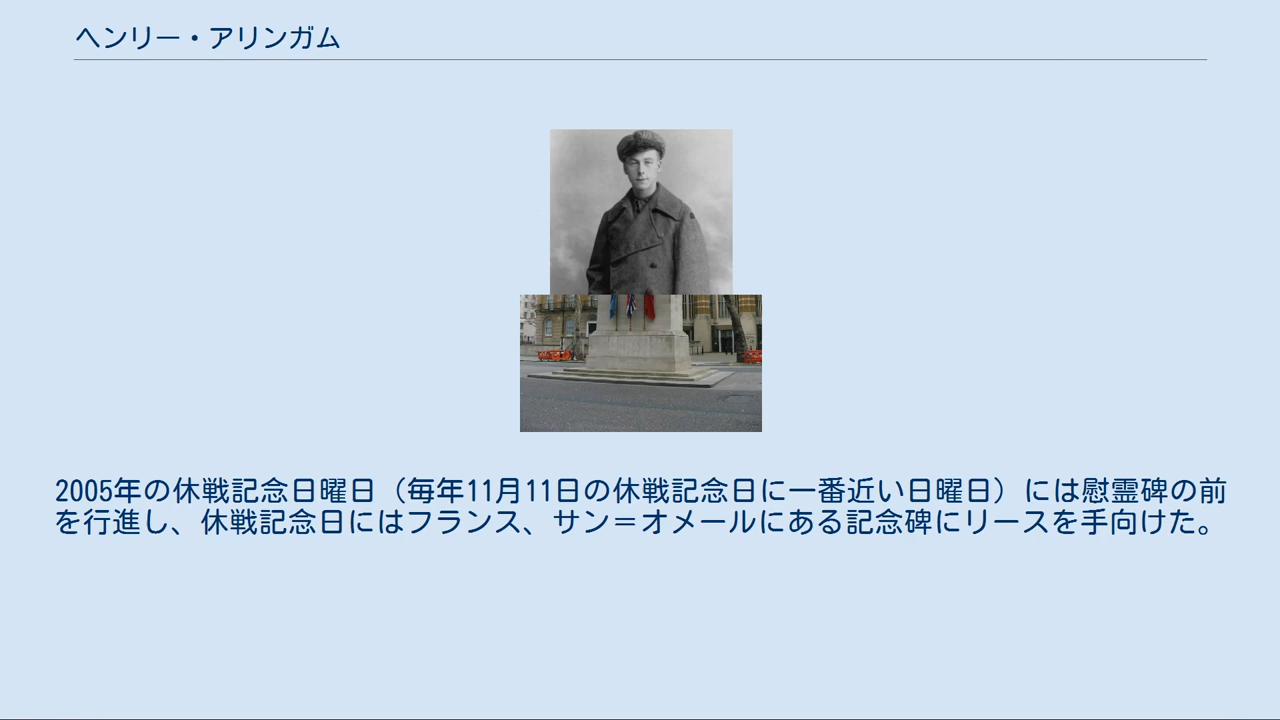 ヘンリー・アリンガム
2005年の休戦記念日曜日（毎年11月11日の休戦記念日に一番近い日曜日）には慰霊碑の前
を行進し、休戦記念日にはフランス、サン＝オメールにある記念碑にリースを手向けた。